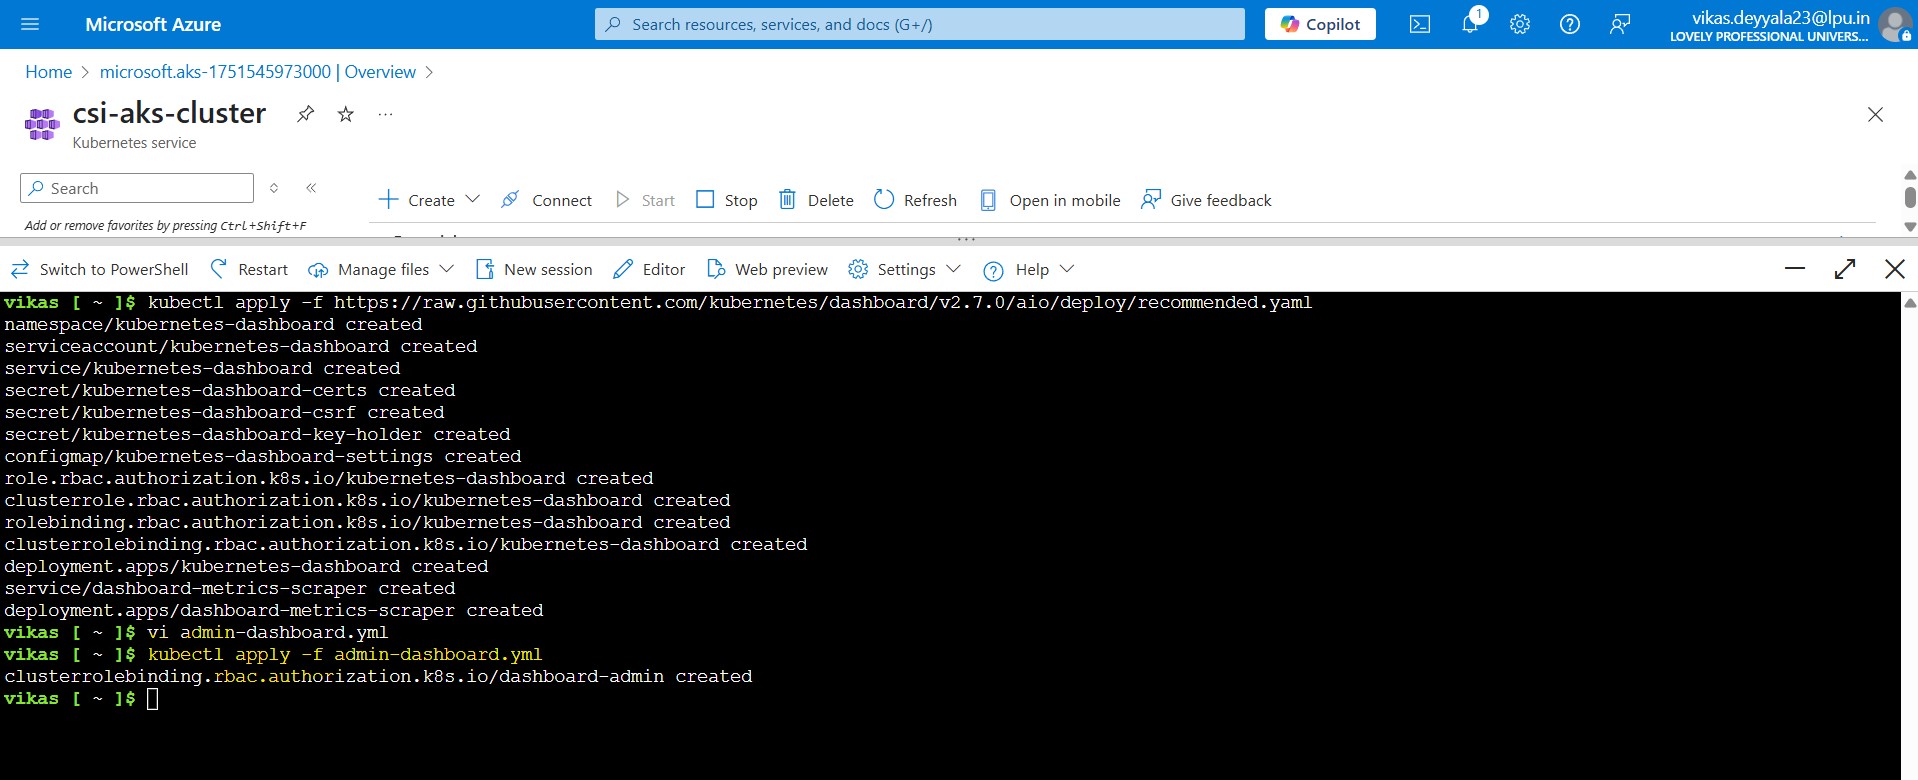 Microsoft Azure
Search resources, services, and docs (G+/)
Copilot
1
vikas.deyyala23@lpu.in
LOVELY PROFESSIONAL UNIVERS...
Home > microsoft.aks-1751545973000 | Overview >
csi-aks-cluster
...
Kubernetes service
Search
Add or remove favorites by pressing Ctrl+Shift+F
Create
Connect
Start
Stop
Delete
Refresh
Open in mobile
Give feedback
Switch to PowerShell
Restart
Manage files
New session
Editor
Web preview
Settings
Help
vikas [ ~ ]$ kubectl apply -f https://raw.githubusercontent.com/kubernetes/dashboard/v2.7.0/aio/deploy/recommended.yaml
namespace/kubernetes-dashboard created
serviceaccount/kubernetes-dashboard created
service/kubernetes-dashboard created
secret/kubernetes-dashboard-certs created
secret/kubernetes-dashboard-csrf created
secret/kubernetes-dashboard-key-holder created
configmap/kubernetes-dashboard-settings created
role.rbac.authorization.k8s.io/kubernetes-dashboard created
clusterrole.rbac.authorization.k8s.io/kubernetes-dashboard created
rolebinding.rbac.authorization.k8s.io/kubernetes-dashboard created
clusterrolebinding.rbac.authorization.k8s.io/kubernetes-dashboard created
deployment.apps/kubernetes-dashboard created
service/dashboard-metrics-scraper created
deployment.apps/dashboard-metrics-scraper created
vikas [ ~ ]$ vi admin-dashboard.yml
vikas [ ~ ]$ kubectl apply -f admin-dashboard.yml
clusterrolebinding.rbac.authorization.k8s.io/dashboard-admin created
vikas [ ~ ]$